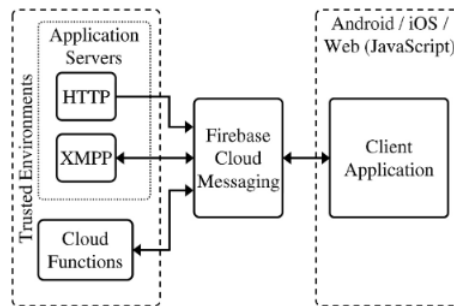 Trusted Environments
Application
Servers
HTTP
XMPP
Cloud
Functions
Firebase
Cloud
Messaging
Android / iOS /
Web (JavaScript)
Client
Application